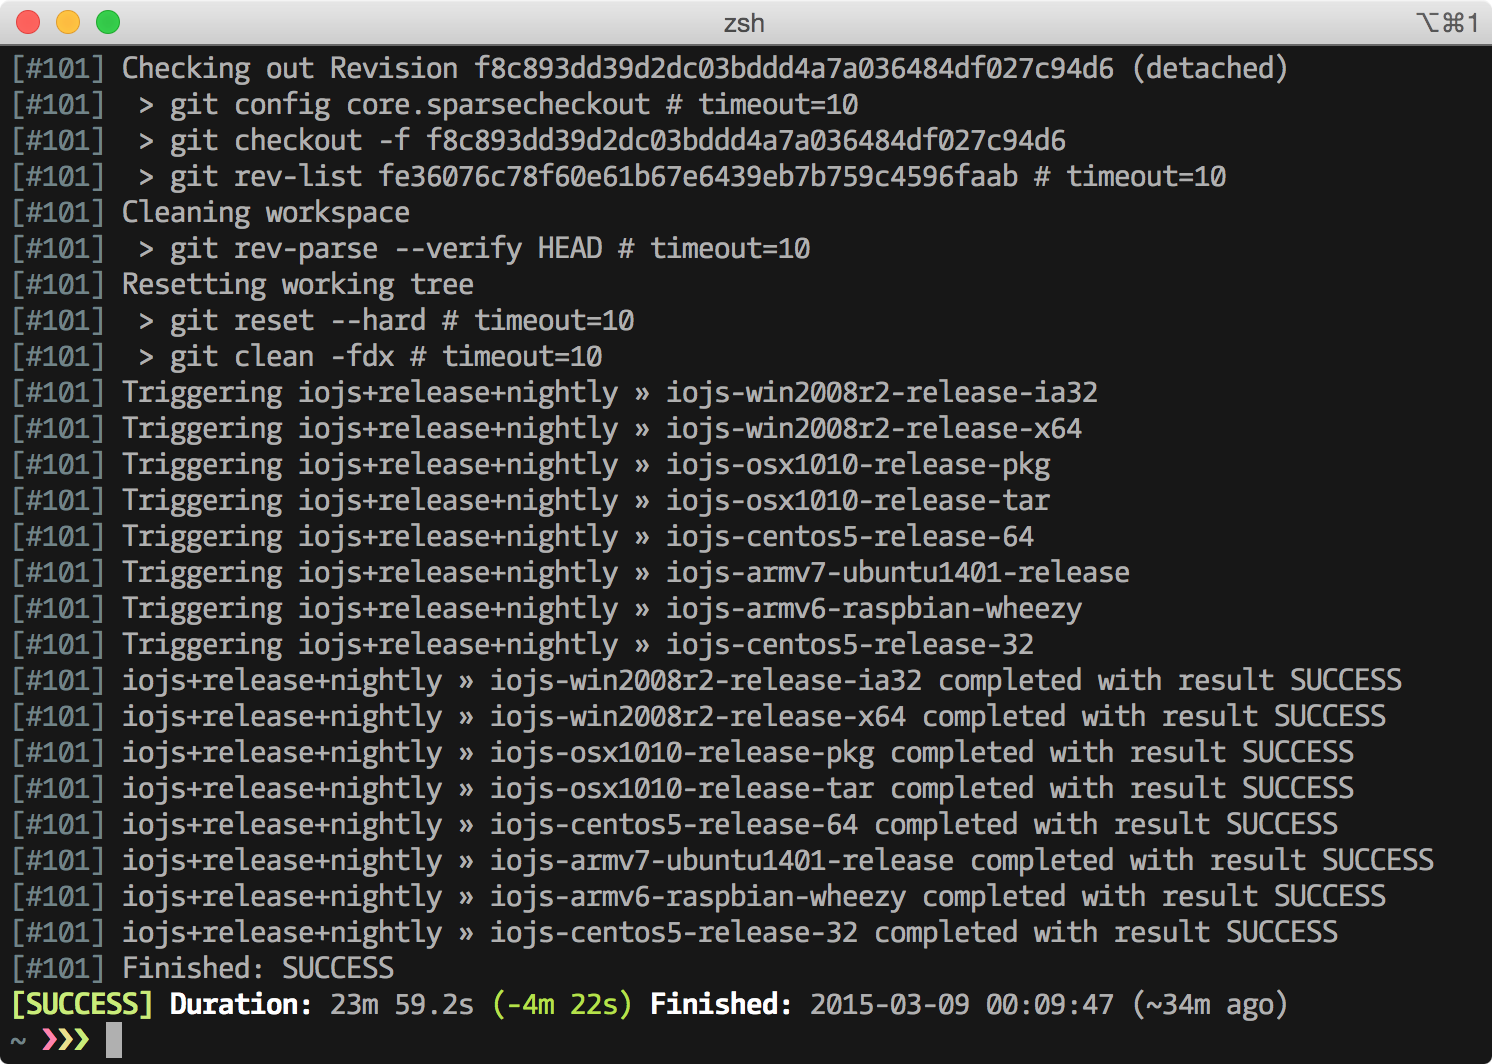 zsh
⌥⌘1
[#101] Checking out Revision f8c893dd39d2dc03bddd4a7a036484df027c94d6 (detached)
[#101]  > git config core.sparsecheckout # timeout=10
[#101]  > git checkout -f f8c893dd39d2dc03bddd4a7a036484df027c94d6
[#101]  > git rev-list fe36076c78f60e61b67e6439eb7b759c4596faab # timeout=10
[#101] Cleaning workspace
[#101]  > git rev-parse --verify HEAD # timeout=10
[#101] Resetting working tree
[#101]  > git reset --hard # timeout=10
[#101]  > git clean -fdx # timeout=10
[#101] Triggering iojs+release+nightly » iojs-win2008r2-release-ia32
[#101] Triggering iojs+release+nightly » iojs-win2008r2-release-x64
[#101] Triggering iojs+release+nightly » iojs-osx1010-release-pkg
[#101] Triggering iojs+release+nightly » iojs-osx1010-release-tar
[#101] Triggering iojs+release+nightly » iojs-centos5-release-64
[#101] Triggering iojs+release+nightly » iojs-armv7-ubuntu1401-release
[#101] Triggering iojs+release+nightly » iojs-armv6-raspbian-wheezy
[#101] Triggering iojs+release+nightly » iojs-centos5-release-32
[#101] iojs+release+nightly » iojs-win2008r2-release-ia32 completed with result SUCCESS
[#101] iojs+release+nightly » iojs-win2008r2-release-x64 completed with result SUCCESS
[#101] iojs+release+nightly » iojs-osx1010-release-pkg completed with result SUCCESS
[#101] iojs+release+nightly » iojs-osx1010-release-tar completed with result SUCCESS
[#101] iojs+release+nightly » iojs-centos5-release-64 completed with result SUCCESS
[#101] iojs+release+nightly » iojs-armv7-ubuntu1401-release completed with result SUCCESS
[#101] iojs+release+nightly » iojs-armv6-raspbian-wheezy completed with result SUCCESS
[#101] iojs+release+nightly » iojs-centos5-release-32 completed with result SUCCESS
[#101] Finished: SUCCESS
[SUCCESS] Duration: 23m 59.2s (-4m 22s) Finished: 2015-03-09 00:09:47 (~34m ago)
~ ❯❯❯